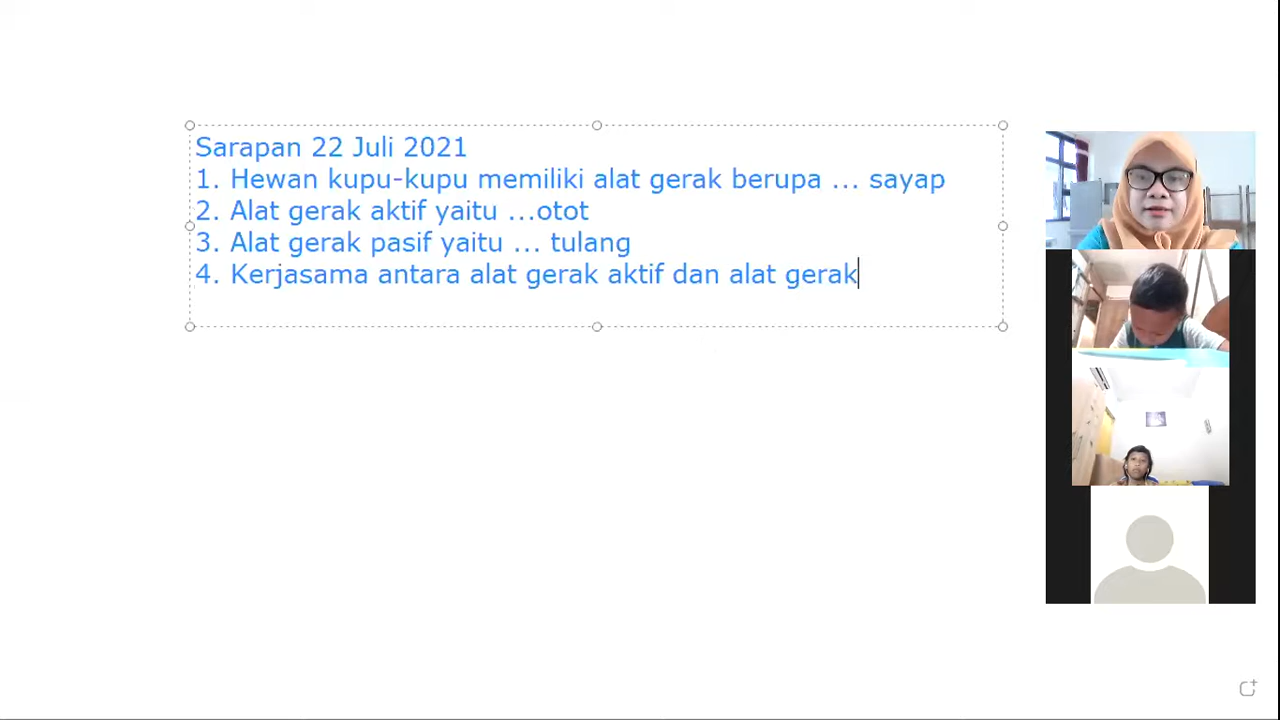 Sarapan 22 Juli 2021
1. Hewan kupu-kupu memiliki alat gerak berupa ... sayap
2. Alat gerak aktif yaitu ...otot
3. Alat gerak pasif yaitu ... tulang
4. Kerjasama antara alat gerak aktif dan alat gerak